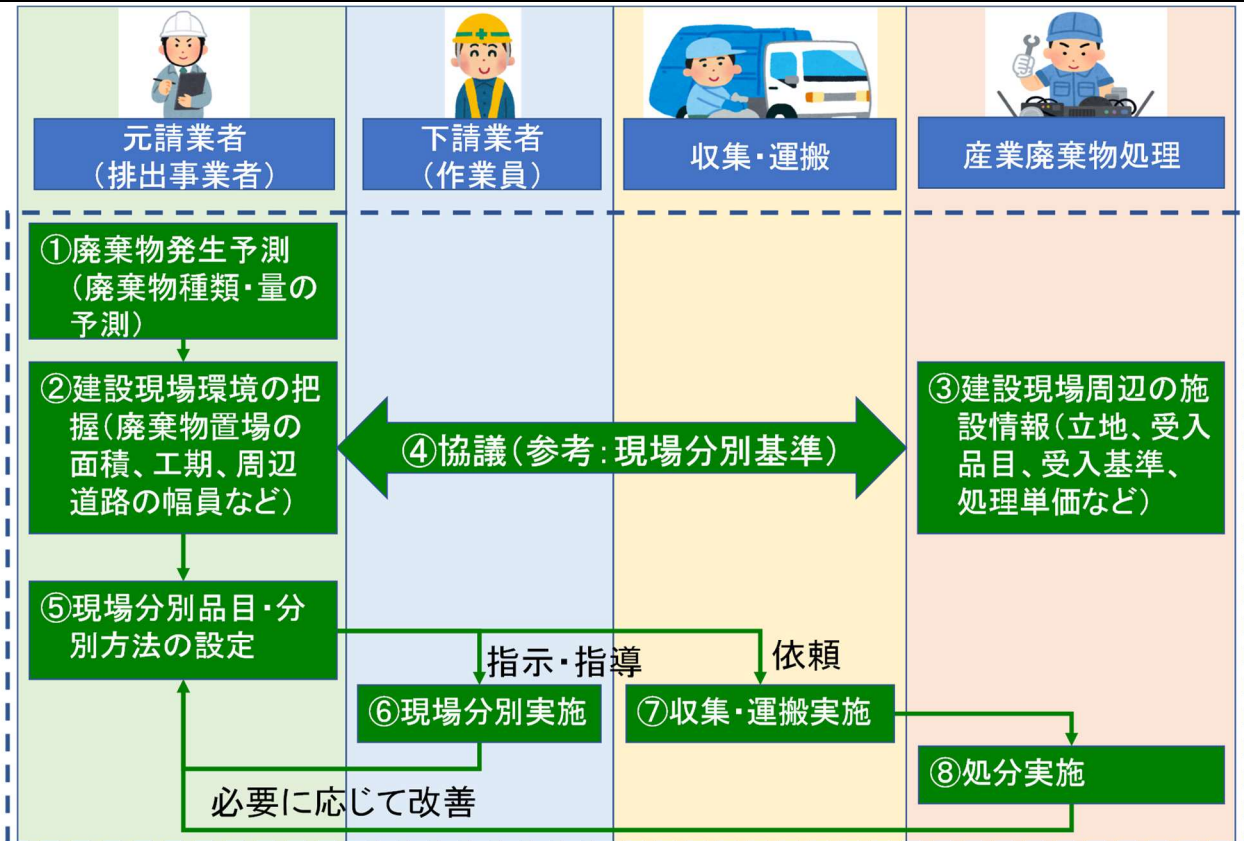 元請業者
（排出事業者）
下請業者
（作業員）
収集・運搬
産業廃棄物処理
①廃棄物発生予測
（廃棄物種類・量の
予測）
②建設現場環境の把
握（廃棄物置場の
面積、工期、周辺
道路の幅員など）
④協議（参考：現場分別基準）
③建設現場周辺の施
設情報（立地、受入
品目、受入基準、
処理単価など）
⑤現場分別品目・分
別方法の設定
指示・指導
依頼
⑥現場分別実施
⑦収集・運搬実施
⑧処分実施
必要に応じて改善